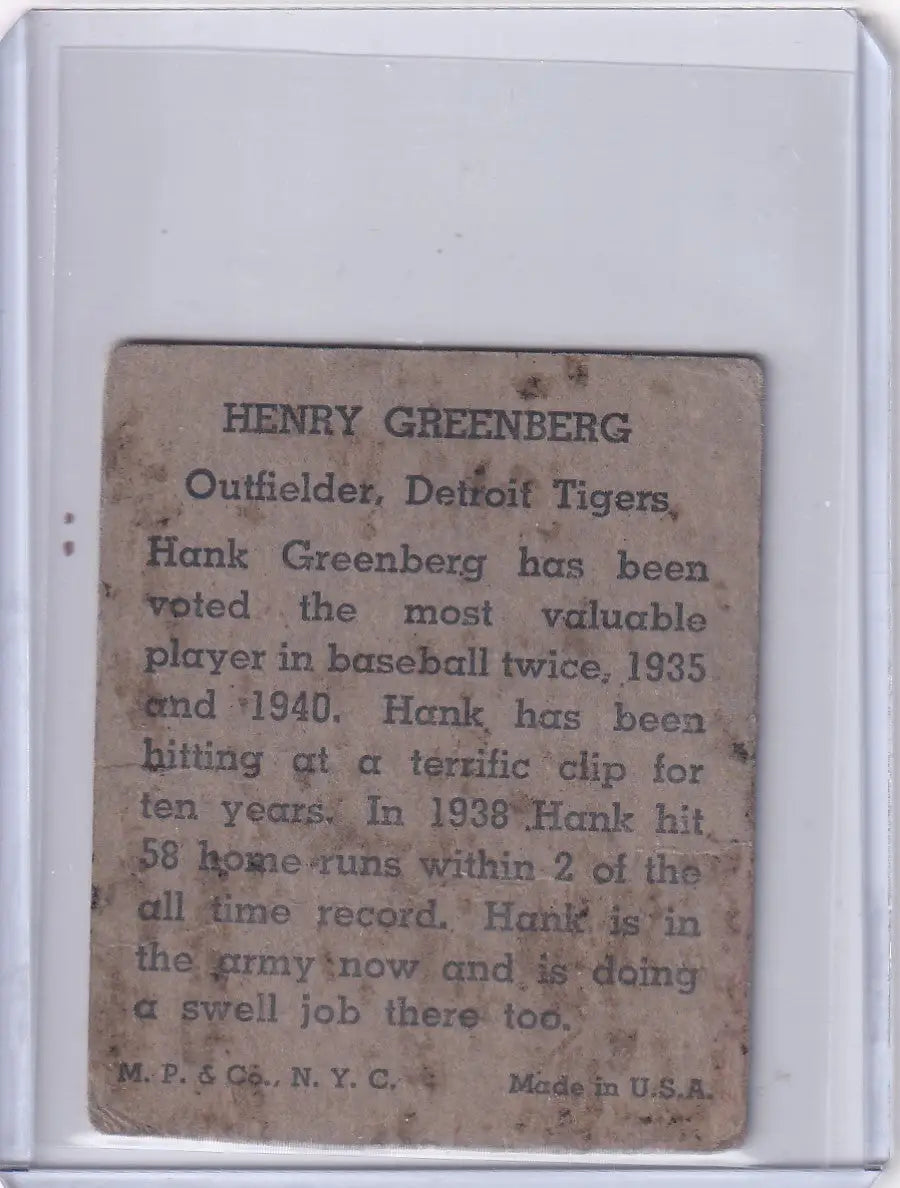 HENRY GREENBERG
Outfielder, Detroit Tigers
Hank Greenberg has been
voted the most valuable
player in baseball twice, 1935
and 1940. Hank has been
hitting at a terrific clip for
ten years. In 1938 Hank hit
58 home runs within 2 of the
all time record. Hank is in
the army now and is doing
a swell job there too.
M. P. & Co., N. Y. C.
Made in U.S.A.